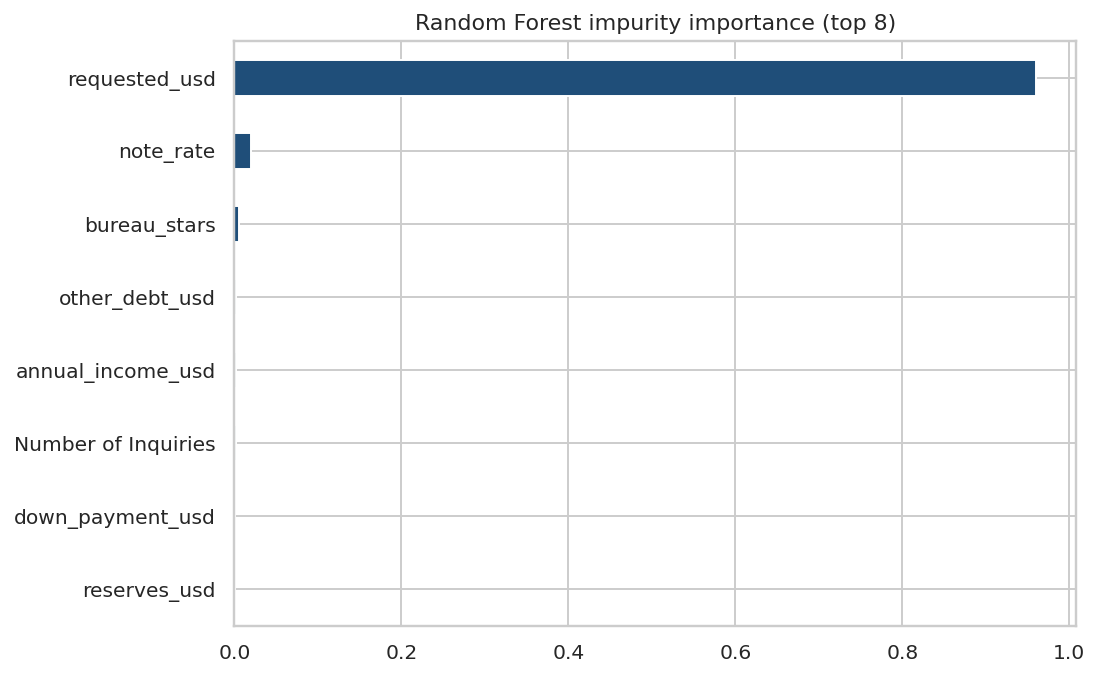 Random Forest impurity importance (top 8)
requested_usd
note_rate
bureau_stars
other_debt_usd
annual_income_usd
Number of Inquiries
down_payment_usd
reserves_usd
0.0 0.2 0.4 0.6 0.8 1.0